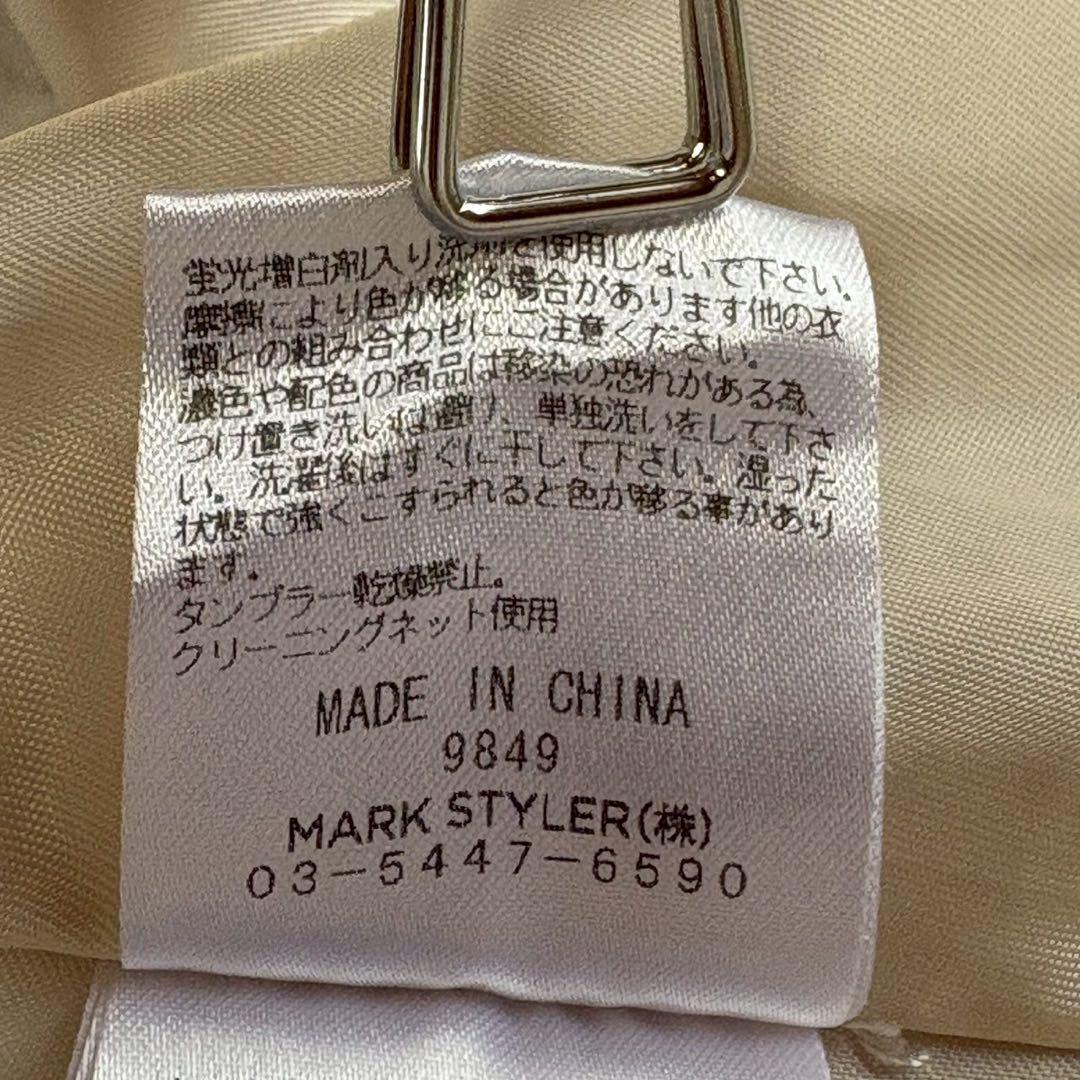 蛍光増白剤入り洗剤を使用しないで下さい。
摩擦により色が移る場合があります他の衣
類との組み合わせにご注意ください。
濃色や配色の商品は移染の恐れがある為、
つけ置き洗いは避け、単独洗いをして下さ
い。洗濯後はすぐに干して下さい。湿った
状態で強くこすられると色が移る事があり
ます。
タンブラー乾燥禁止。
クリーニングネット使用
MADE IN CHINA
9849
MARK STYLER(株)
03-5447-6590